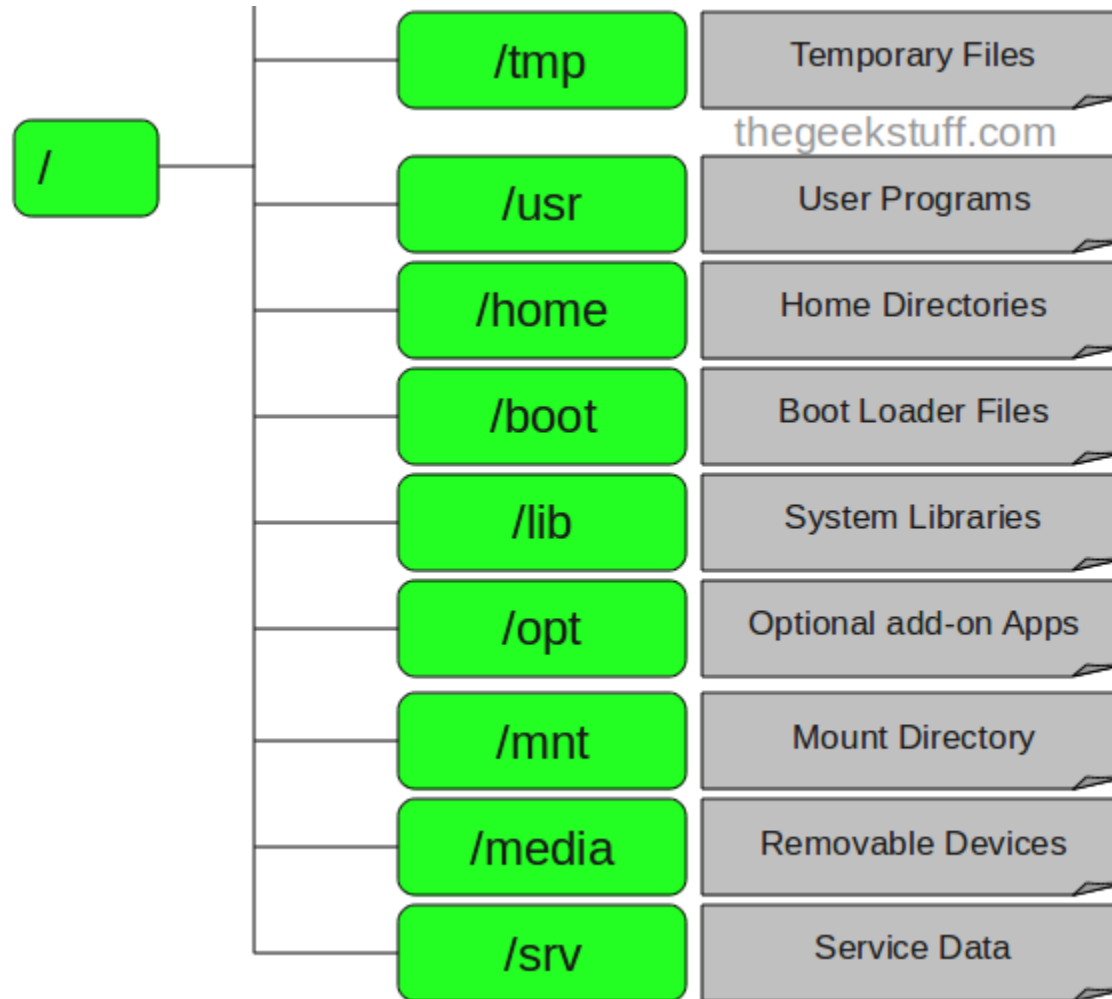 /tmp Temporary Files
thegeekstuff.com
/
/usr User Programs
/home Home Directories
/boot Boot Loader Files
/lib System Libraries
/opt Optional add-on Apps
/mnt Mount Directory
/media Removable Devices
/srv Service Data